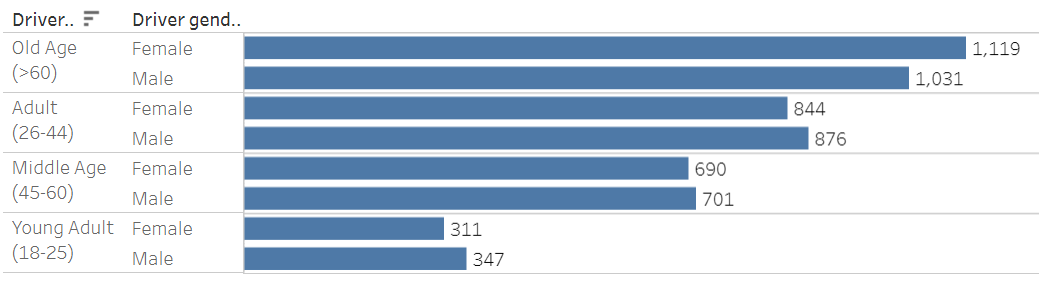 Driver.. Driver gend..
Old Age Female 1,119
(>60) Male 1,031
Adult Female 844
(26-44) Male 876
Middle Age Female 690
(45-60) Male 701
Young Adult Female 311
(18-25) Male 347